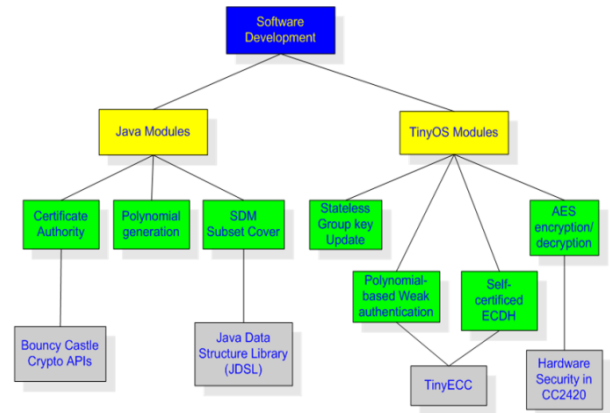 Software
Development
Java Modules
TinyOS Modules
Certificate
Authority
Polynomial
generation
SDM
Subset Cover
Stateless
Group key
Update
AES
encryption/
decryption
Polynomial-
based Weak
authentication
Self-
certificed
ECDH
Bouncy Castle
Crypto APIs
Java Data
Structure Library
(JDSL)
TinyECC
Hardware
Security in
CC2420